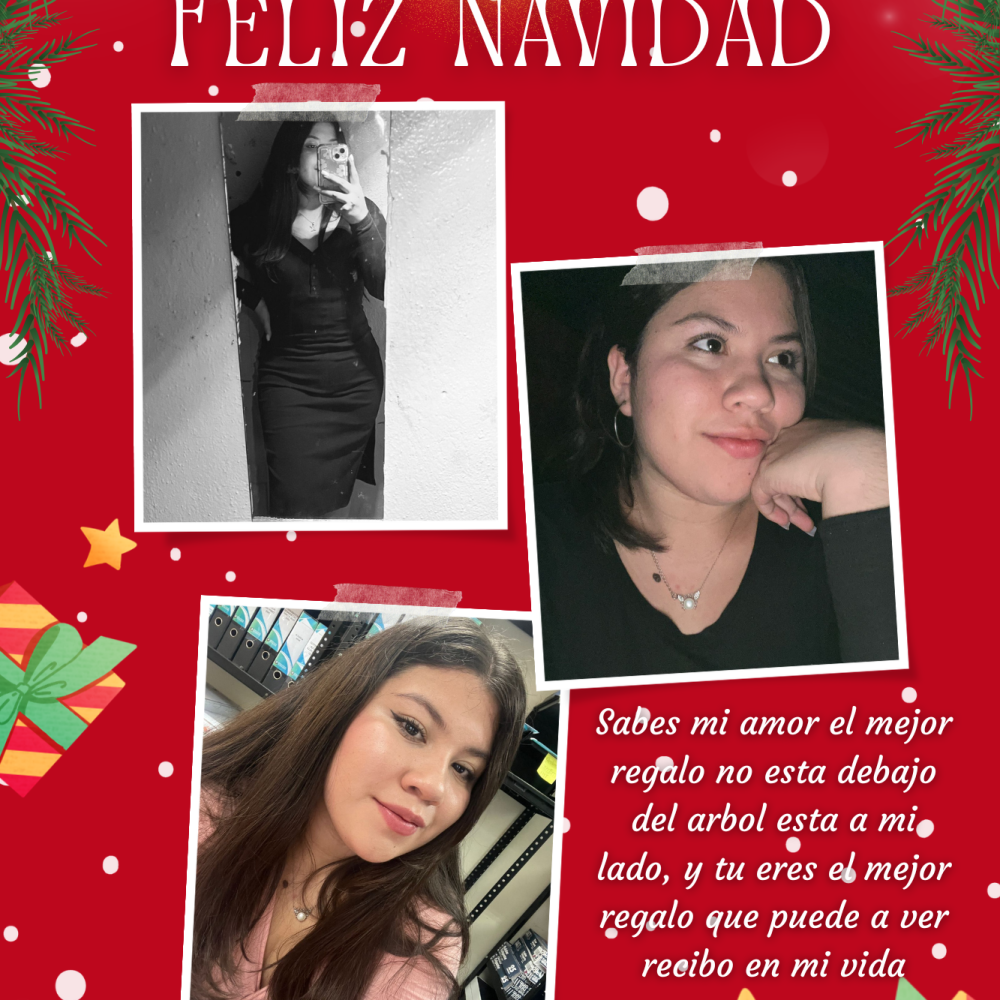 FELIZ NAVIDAD
Sabes mi amor el mejor
regalo no esta debajo
del arbol esta a mi
lado, y tu eres el mejor
regalo que puede a ver
recibo en mi vida